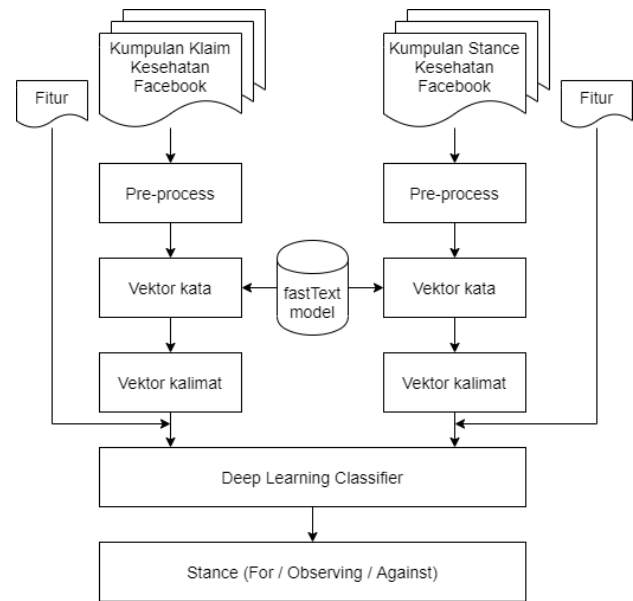 Kumpulan Klaim
Kesehatan
Facebook
Kumpulan Stance
Kesehatan
Facebook
Fitur
Fitur
Pre-process
Pre-process
Vektor kata
fastText
model
Vektor kata
Vektor kalimat
Vektor kalimat
Deep Learning Classifier
Stance (For / Observing / Against)